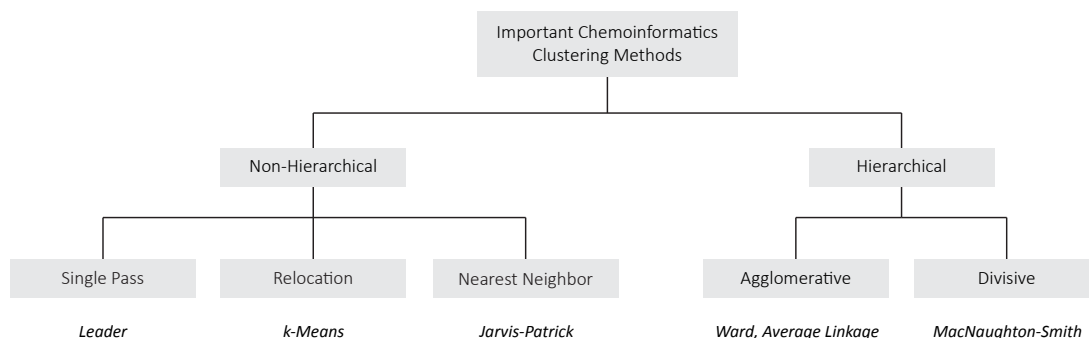 Important Chemoinformatics
Clustering Methods
Non-Hierarchical
Hierarchical
Single Pass
Relocation
Nearest Neighbor
Agglomerative
Divisive
Leader
k-Means
Jarvis-Patrick
Ward, Average Linkage
MacNaughton-Smith